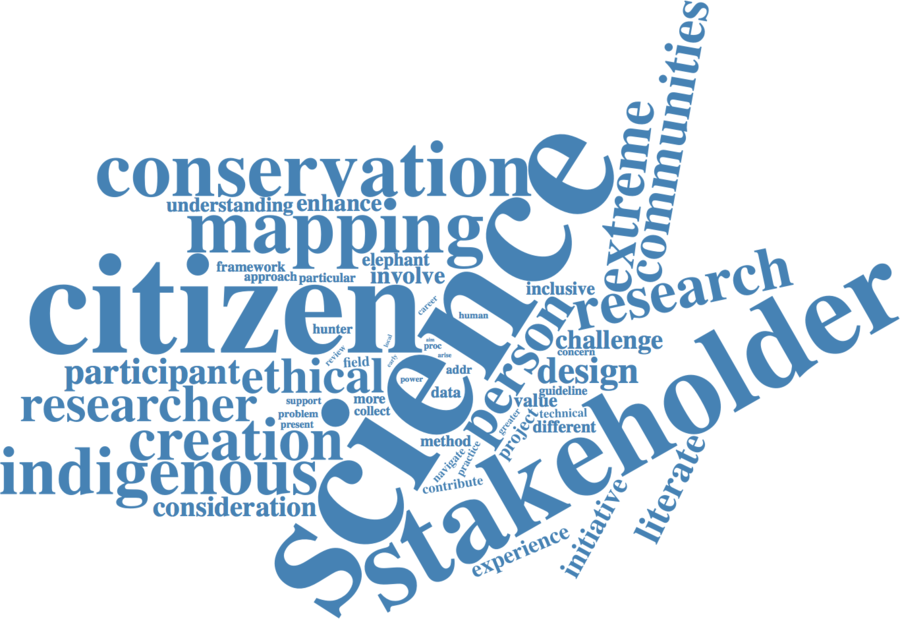 communities
extreme
science
conservation
understanding
enhance
mapping
elephant
framework
approach
particular
involve
citizen
inclusive
research
career
human
hunter
stakeholder
person
challenge
concern
local
aim
proc
review
early
arise
field
participant
ethical
addr
design
power
data
guideline
value
researcher
support
more
collect
problem
present
greater
technical
project
different
creation
method
indigenous
navigate
practice
contribute
literate
consideration
initiative
experience